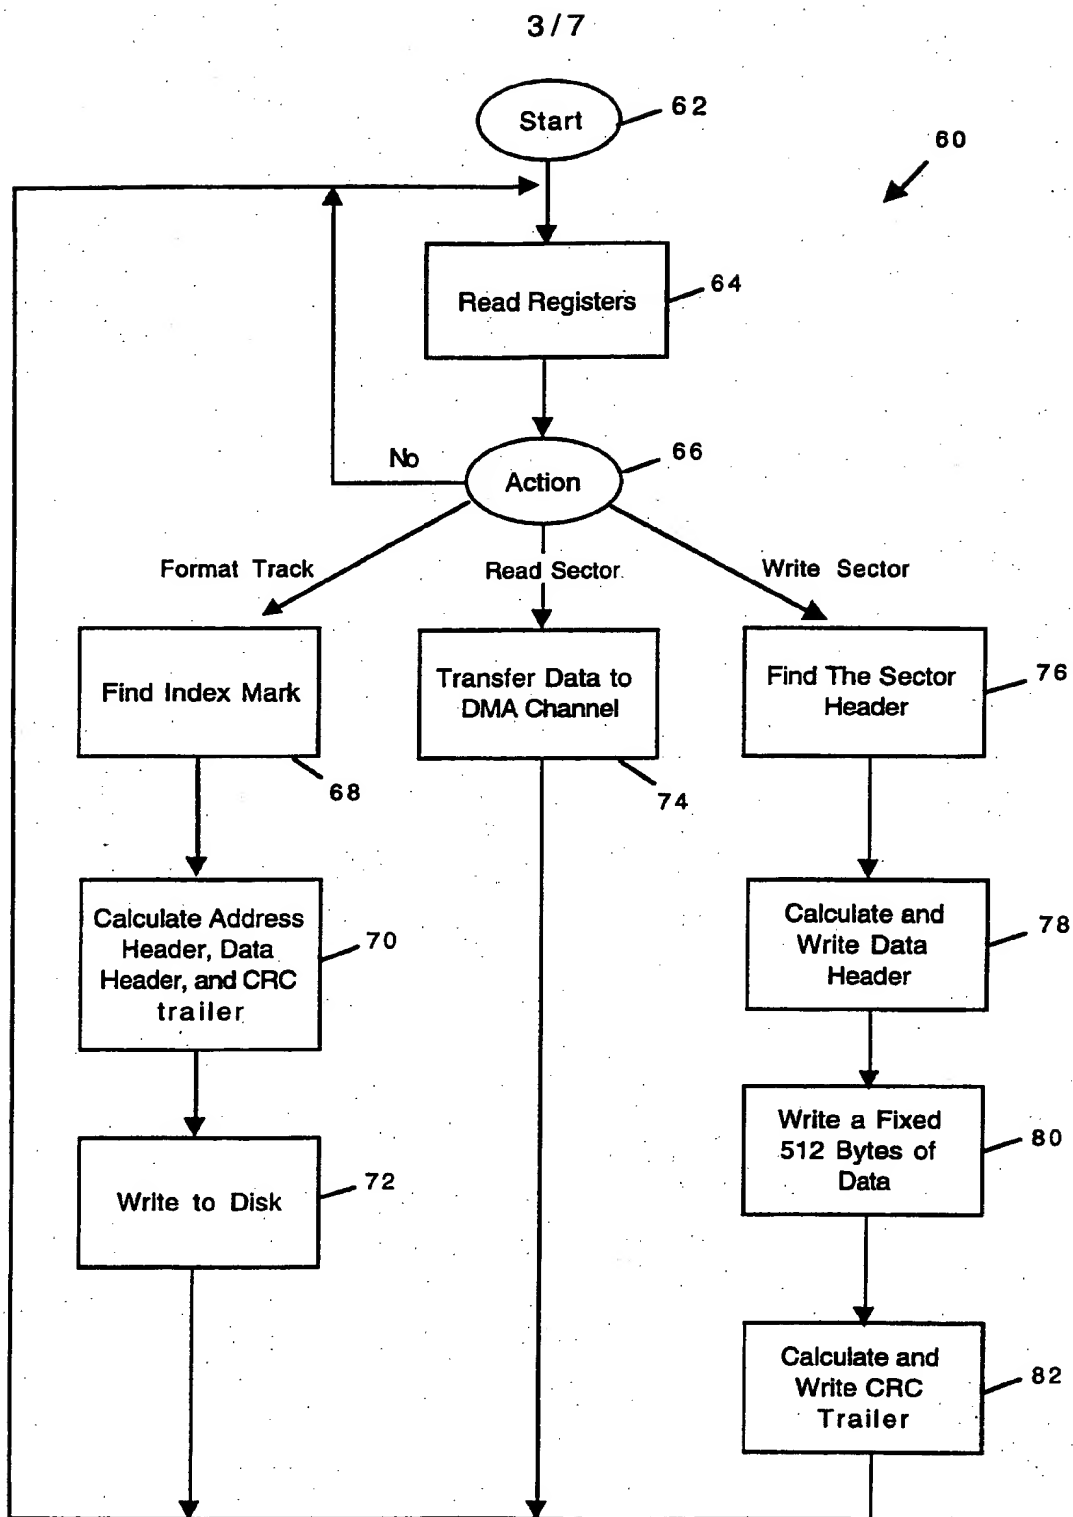 3/7
Start
62
60
Read Registers
64
No
Action
66
Format Track
Read Sector
Write Sector
Find Index Mark
68
Transfer Data to
DMA Channel
74
Find The Sector
Header
76
Calculate Address
Header, Data
Header, and CRC
trailer
70
Calculate and
Write Data
Header
78
Write to Disk
72
Write a Fixed
512 Bytes of
Data
80
Calculate and
Write CRC
Trailer
82